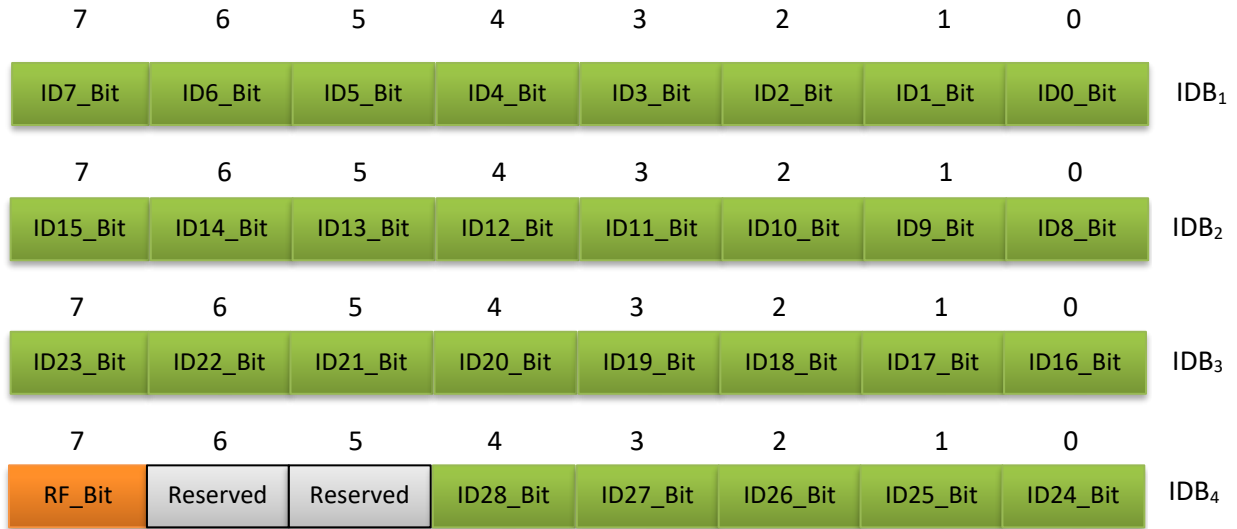 7 6 5 4 3 2 1 0
ID7_Bit ID6_Bit ID5_Bit ID4_Bit ID3_Bit ID2_Bit ID1_Bit ID0_Bit IDB₁
7 6 5 4 3 2 1 0
ID15_Bit ID14_Bit ID13_Bit ID12_Bit ID11_Bit ID10_Bit ID9_Bit ID8_Bit IDB₂
7 6 5 4 3 2 1 0
ID23_Bit ID22_Bit ID21_Bit ID20_Bit ID19_Bit ID18_Bit ID17_Bit ID16_Bit IDB₃
7 6 5 4 3 2 1 0
RF_Bit Reserved Reserved ID28_Bit ID27_Bit ID26_Bit ID25_Bit ID24_Bit IDB₄